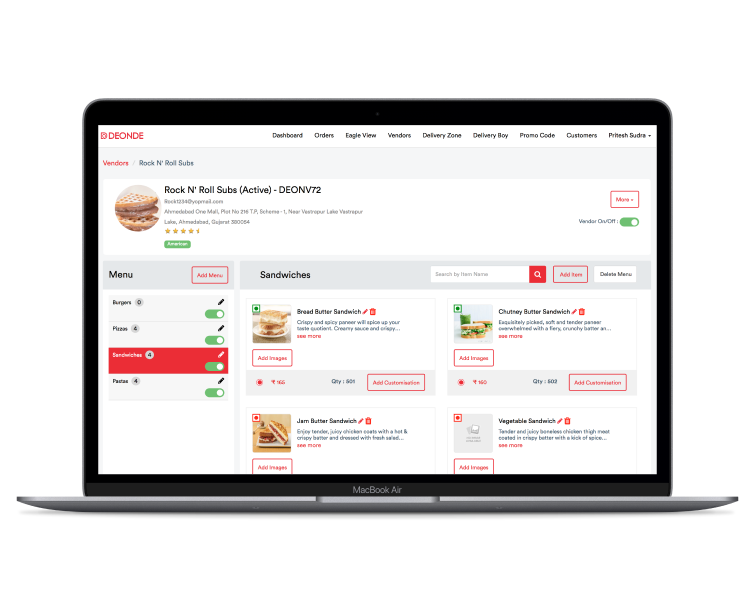 DEONDE
Dashboard Orders Eagle View Vendors Delivery Zone Delivery Boy Promo Code Customers Pritesh Sudra
Vendors / Rock N' Roll Subs
Rock N' Roll Subs (Active) - DEONV72
Rock1234@yopmail.com
Ahmedabad One Mall, Plot No 216 T.P, Scheme- 1, Near Vastrapur Lake Vastrapur
Lake, Ahmedabad, Gujarat 380054
American
More »
Vendor On/Off :
Menu
Add Menu
Burgers 0
Pizzas 4
Sandwiches 4
Pastas 4
Sandwiches
Search by Item Name
Add Item
Delete Menu
Bread Butter Sandwich
Crispy and spicy paneer will spice up your
taste quotient. Creamy sauce and crispy...
see more
Add Images
₹ 165 Qty : 501 Add Customisation
Chutney Butter Sandwich
Exquisitely picked, soft and tender paneer
overwhelmed with a fiery, crunchy batter an...
see more
Add Images
₹ 150 Qty : 502 Add Customisation
Jam Butter Sandwich
Enjoy tender, juicy chicken coats with a hot &
crispy batter and dressed with fresh salad...
see more
Add Images
Vegetable Sandwich
Tender and juicy boneless chicken thigh meat
coated in crispy batter with a kick of spice...
see more
Add Images
MacBook Air